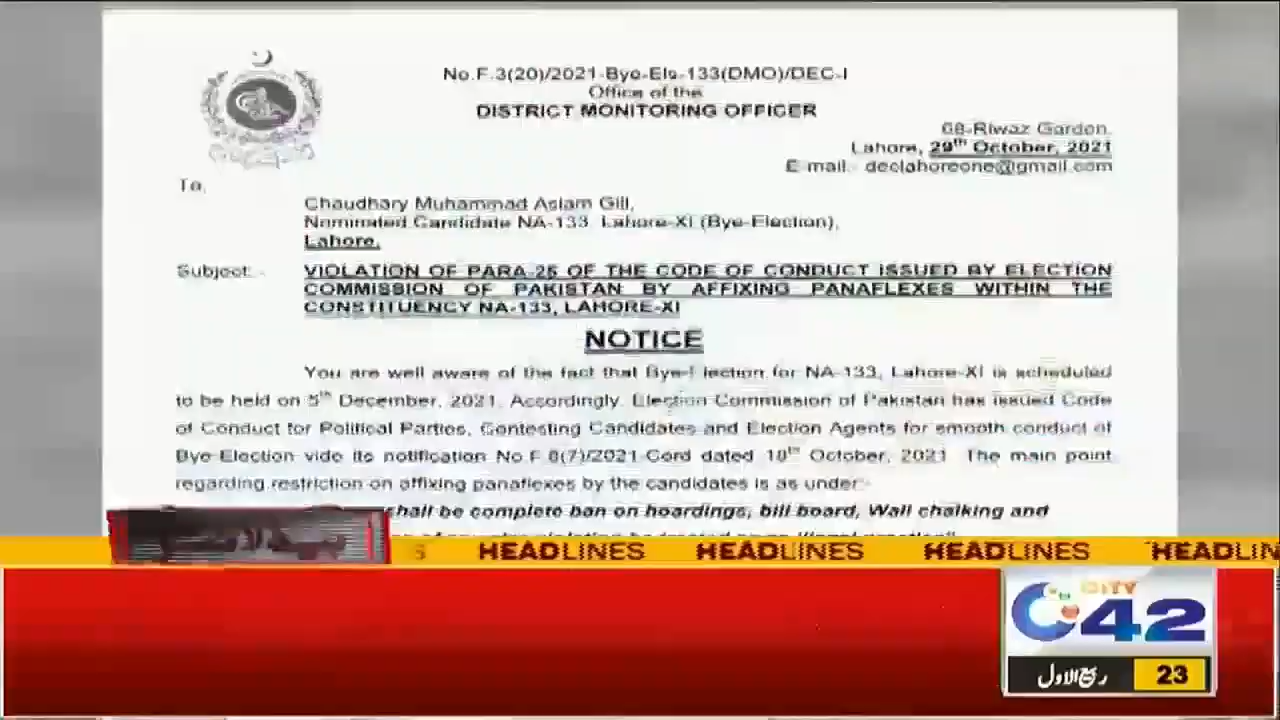 No.F.3(20)/2021-Bye-Ele-133(DMO)/DEC-I
Office of the
DISTRICT MONITORING OFFICER
68-Riwaz Garden,
Lahore, 29th October, 2021
E-mail:- declahoreone@gmail.com
To,
Chaudhary Muhammad Aslam Gill,
Nominated Candidate NA-133, Lahore-XI (Bye-Election),
Lahore.
Subject:- VIOLATION OF PARA-25 OF THE CODE OF CONDUCT ISSUED BY ELECTION
COMMISSION OF PAKISTAN BY AFFIXING PANAFLEXES WITHIN THE
CONSTITUENCY NA-133, LAHORE-XI
NOTICE
You are well aware of the fact that Bye-Election for NA-133, Lahore-XI is scheduled
to be held on 5th December, 2021. Accordingly, Election Commission of Pakistan has issued Code
of Conduct for Political Parties, Contesting Candidates and Election Agents for smooth conduct of
Bye-Election vide its notification No.F.8(7)/2021-Cord dated 18th October, 2021. The main point
regarding restriction on affixing panaflexes by the candidates is as under:-
shall be complete ban on hoardings, bill board, Wall chalking and
S HEADLINES HEADLINES HEADLINES HEADLIN
CITY
42
ربیع الاول 23